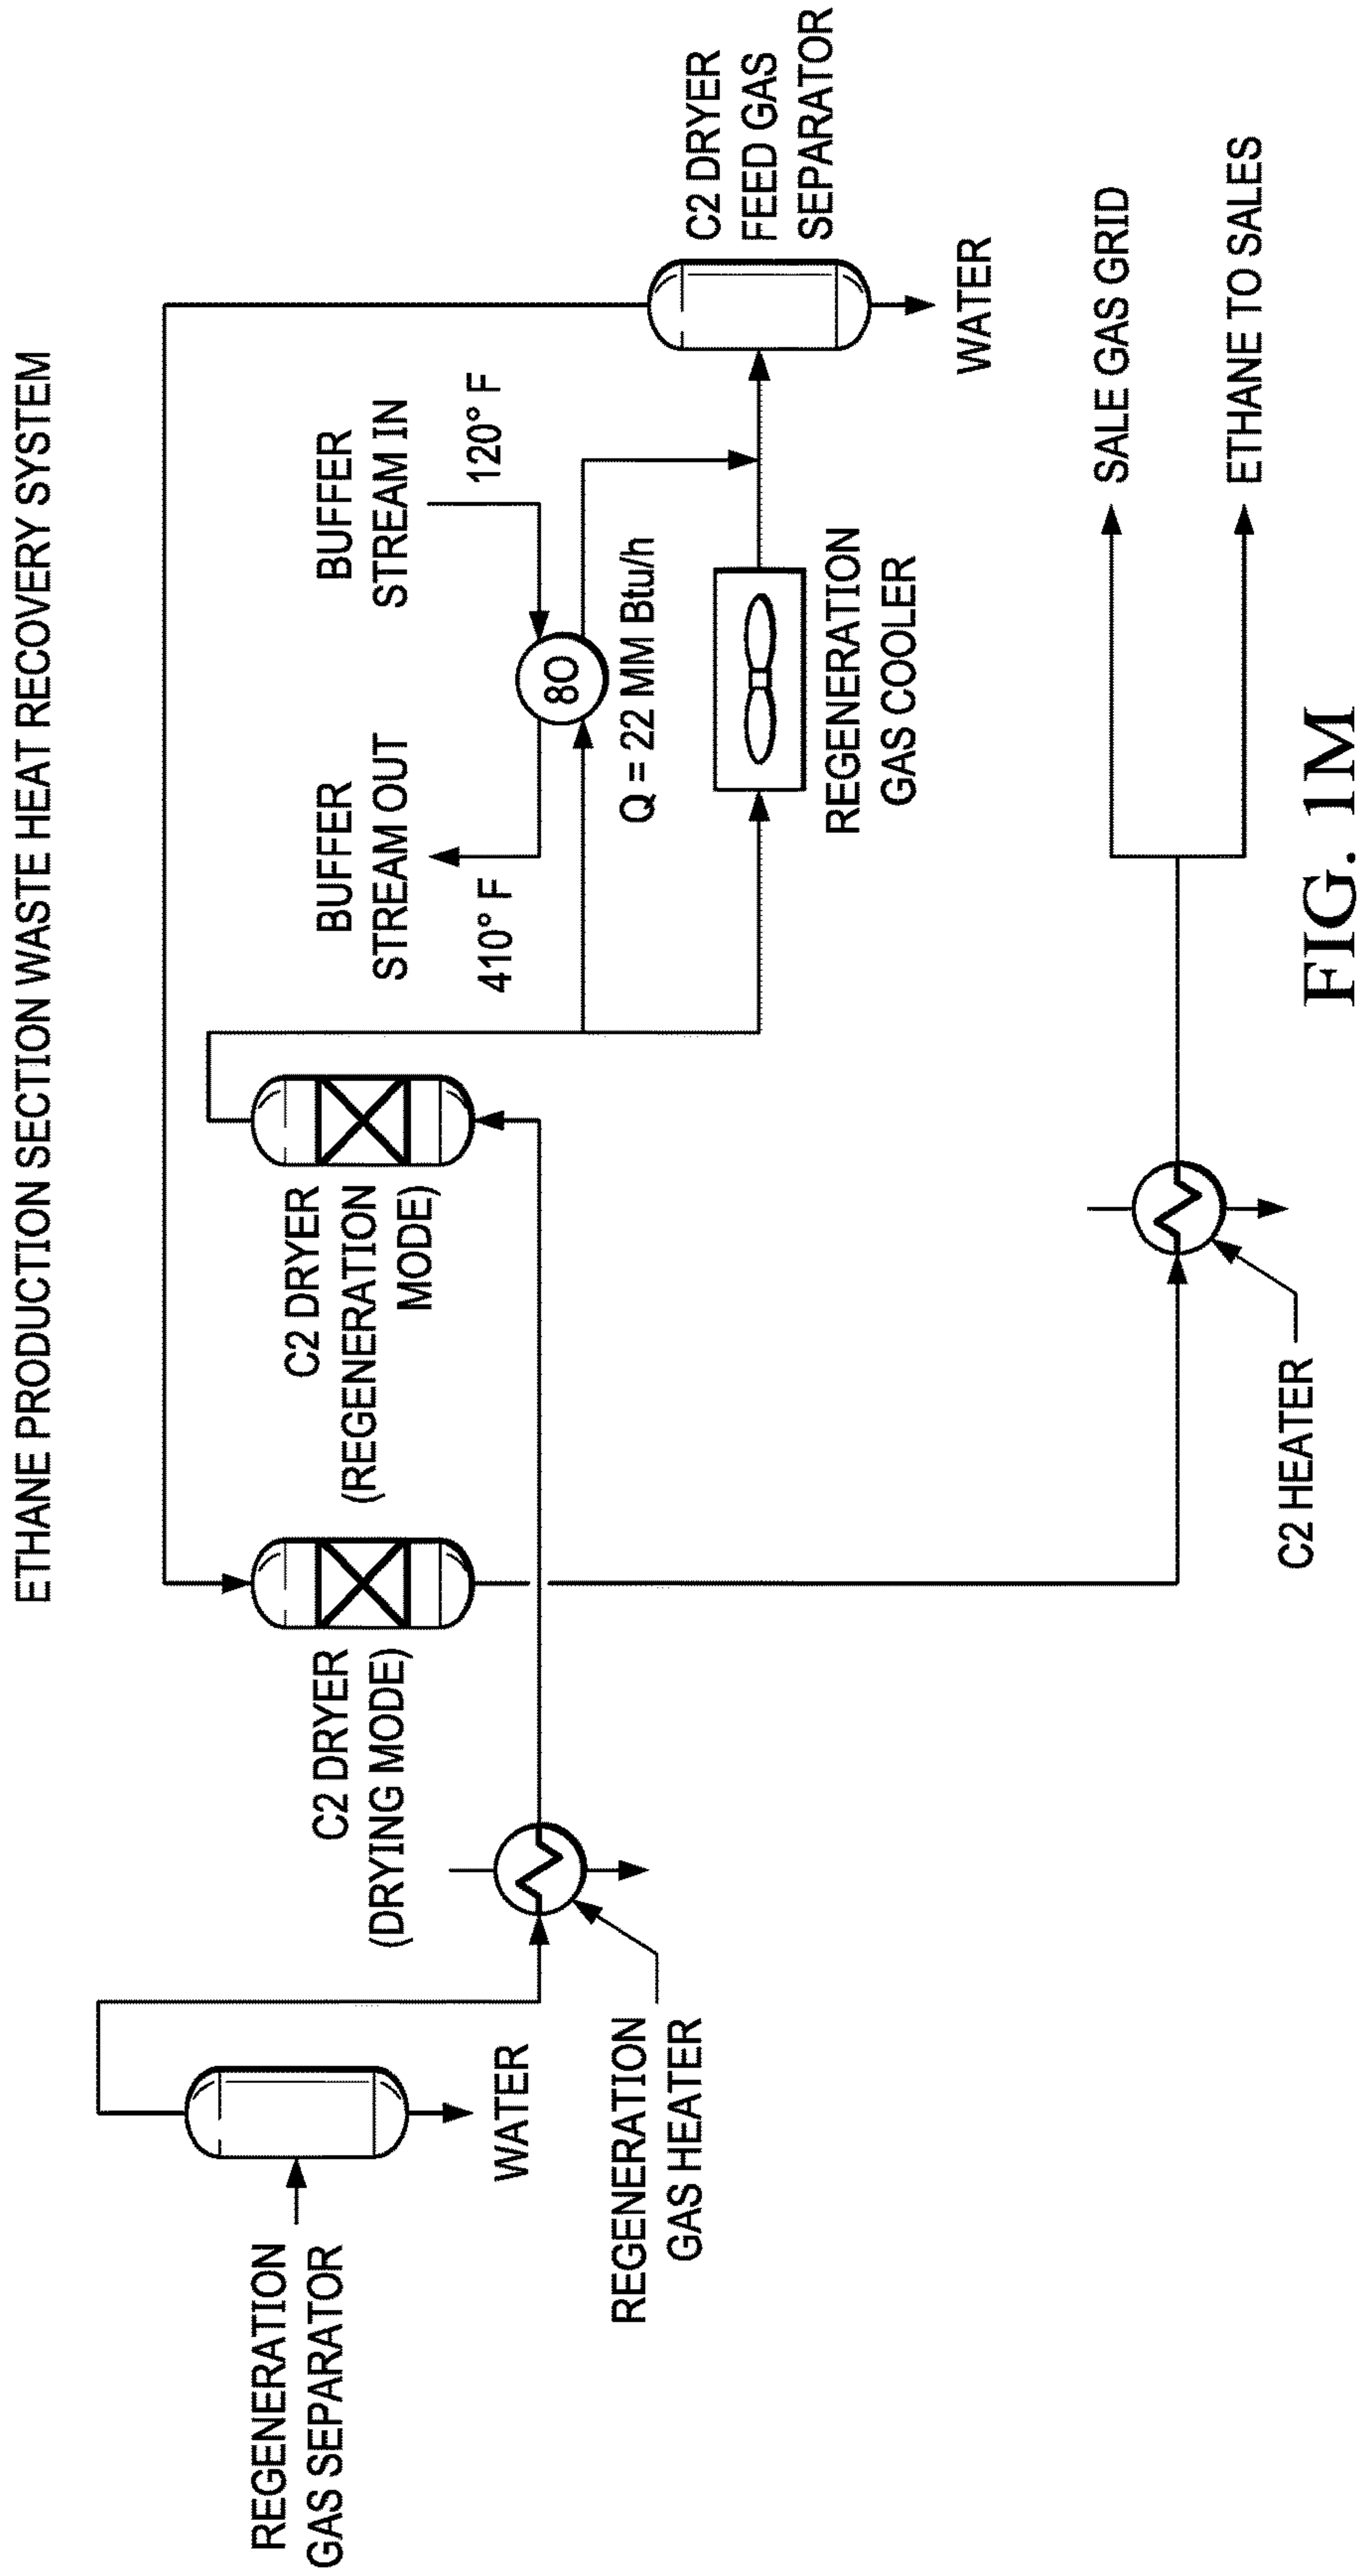 ETHANE PRODUCTION SECTION WASTE HEAT RECOVERY SYSTEM
REGENERATION
GAS SEPARATOR
WATER
REGENERATION
GAS HEATER
C2 DRYER
(DRYING MODE)
C2 DRYER
(REGENERATION
MODE)
BUFFER
STREAM OUT
410° F
BUFFER
STREAM IN
120° F
80
Q = 22 MM Btu/h
REGENERATION
GAS COOLER
C2 DRYER
FEED GAS
SEPARATOR
WATER
C2 HEATER
SALE GAS GRID
ETHANE TO SALES
FIG. 1M